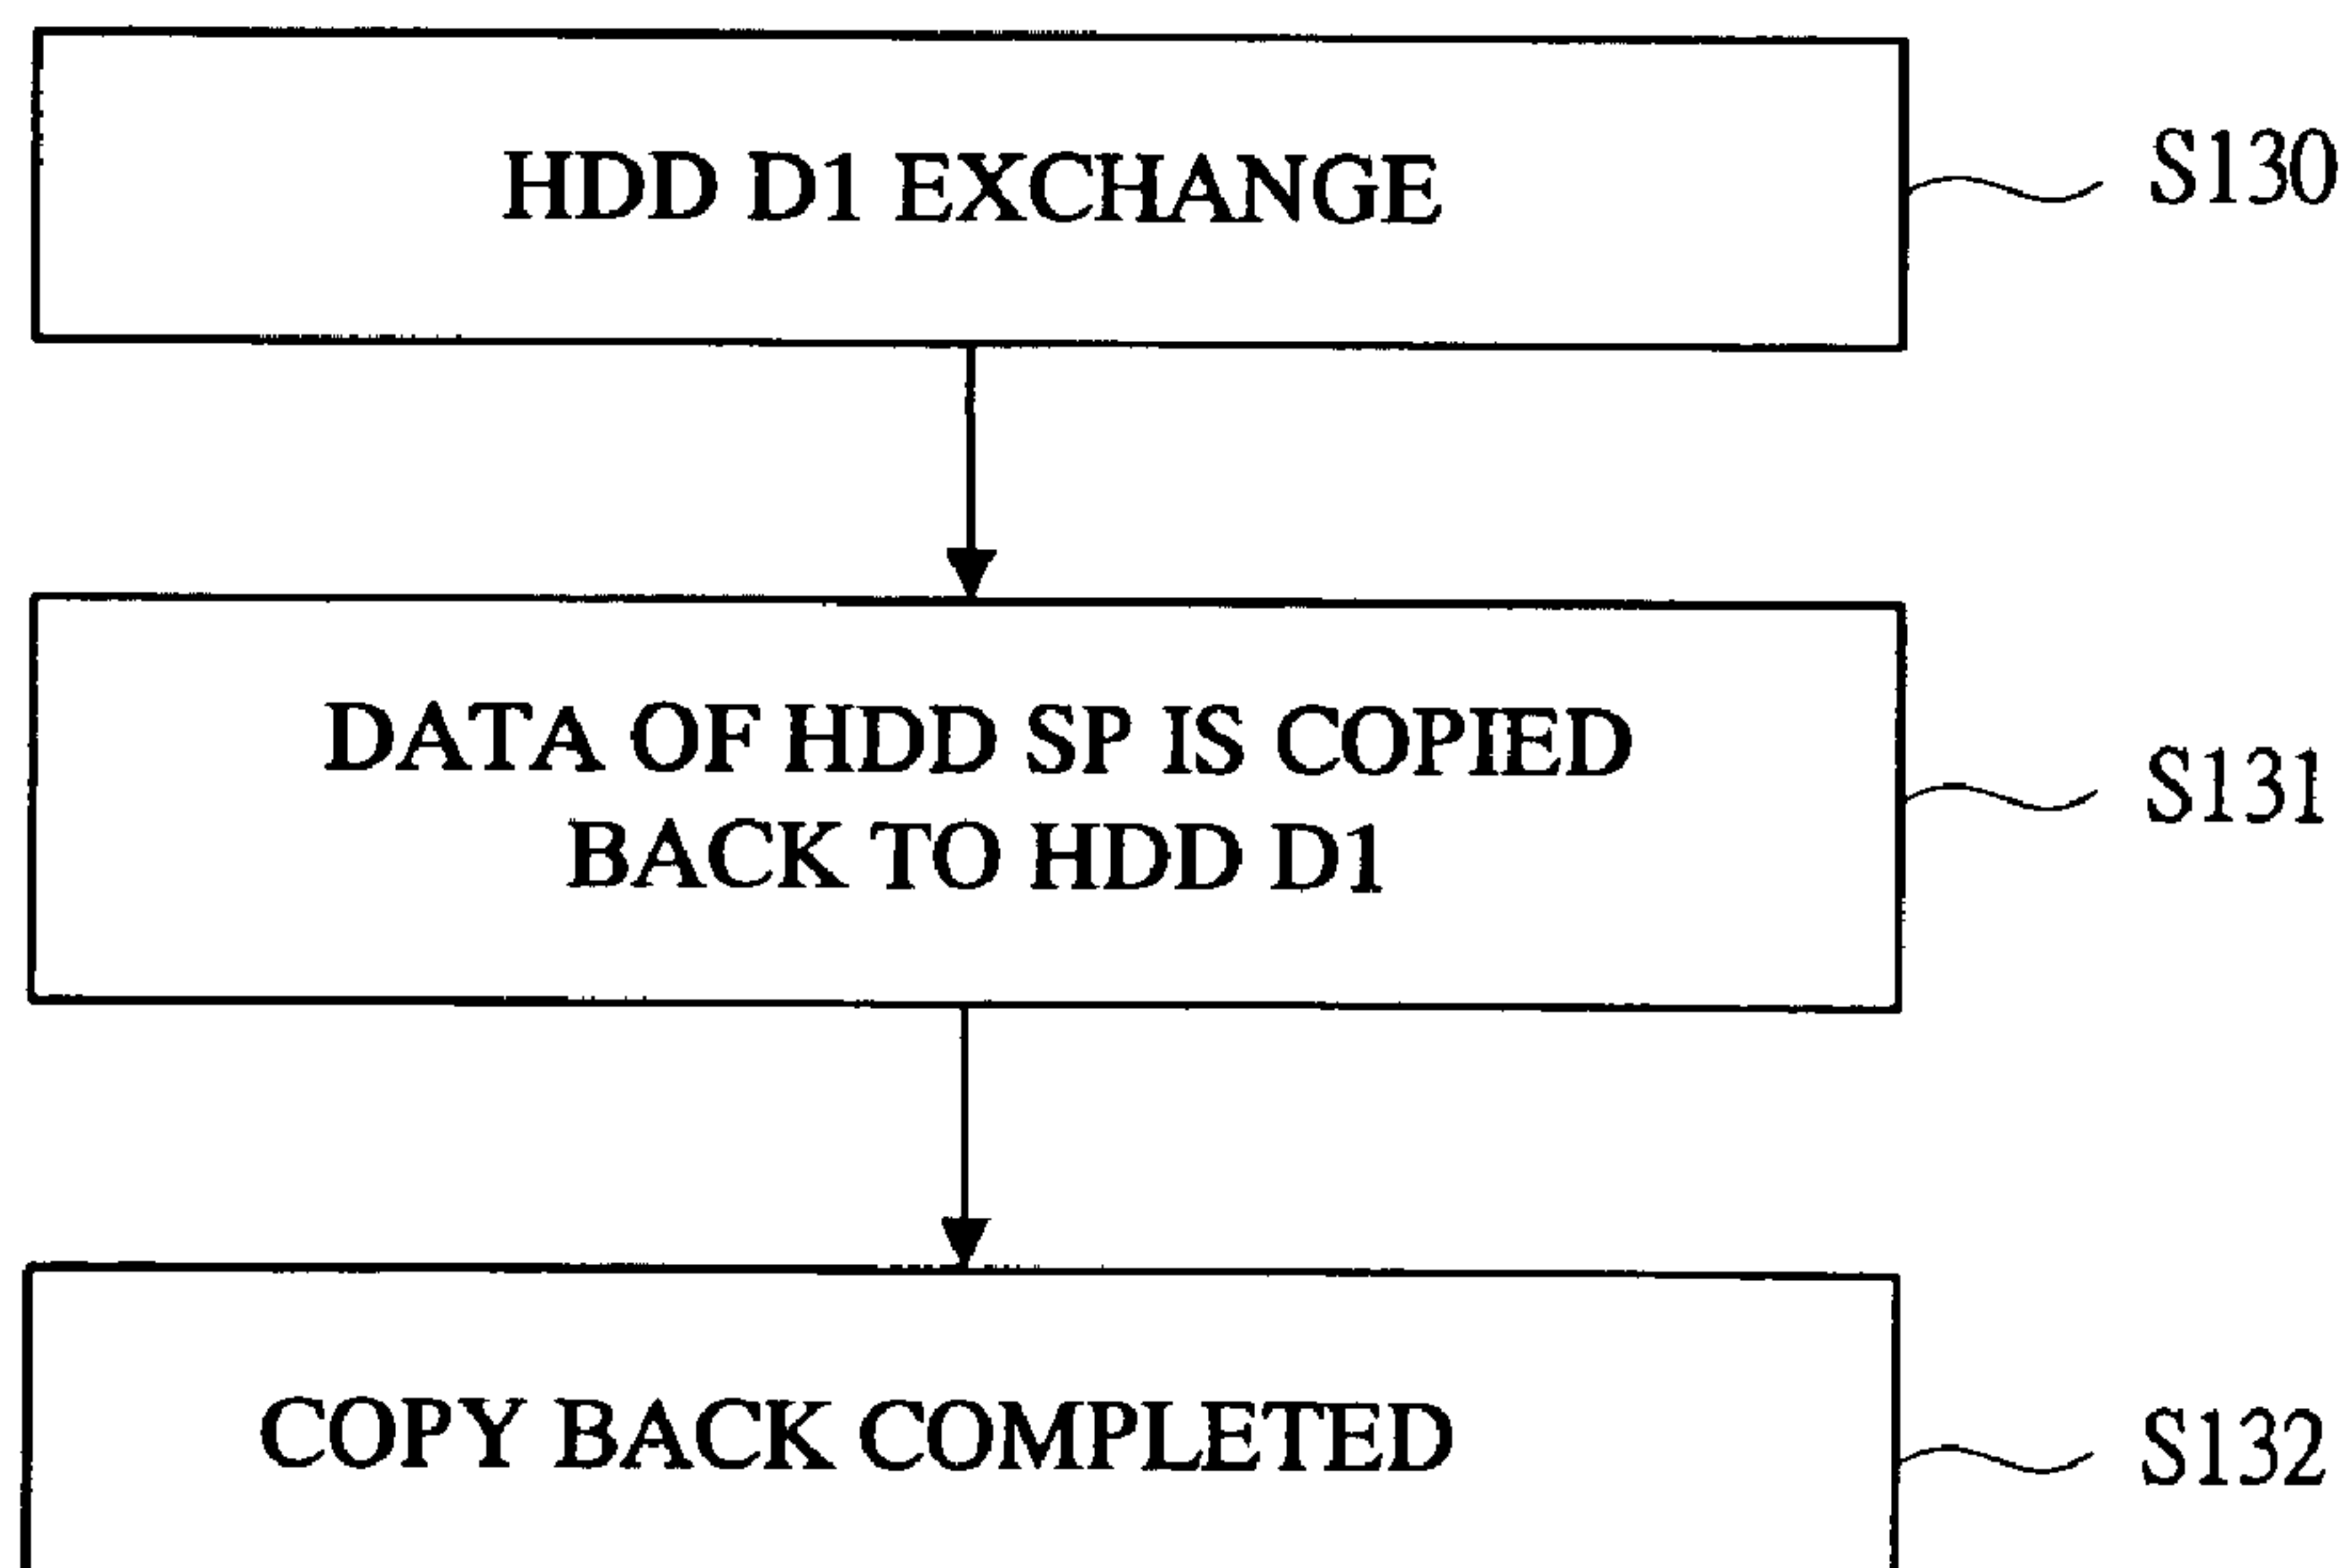 HDD D1 EXCHANGE
S130
DATA OF HDD SP IS COPIED
BACK TO HDD D1
S131
COPY BACK COMPLETED
S132